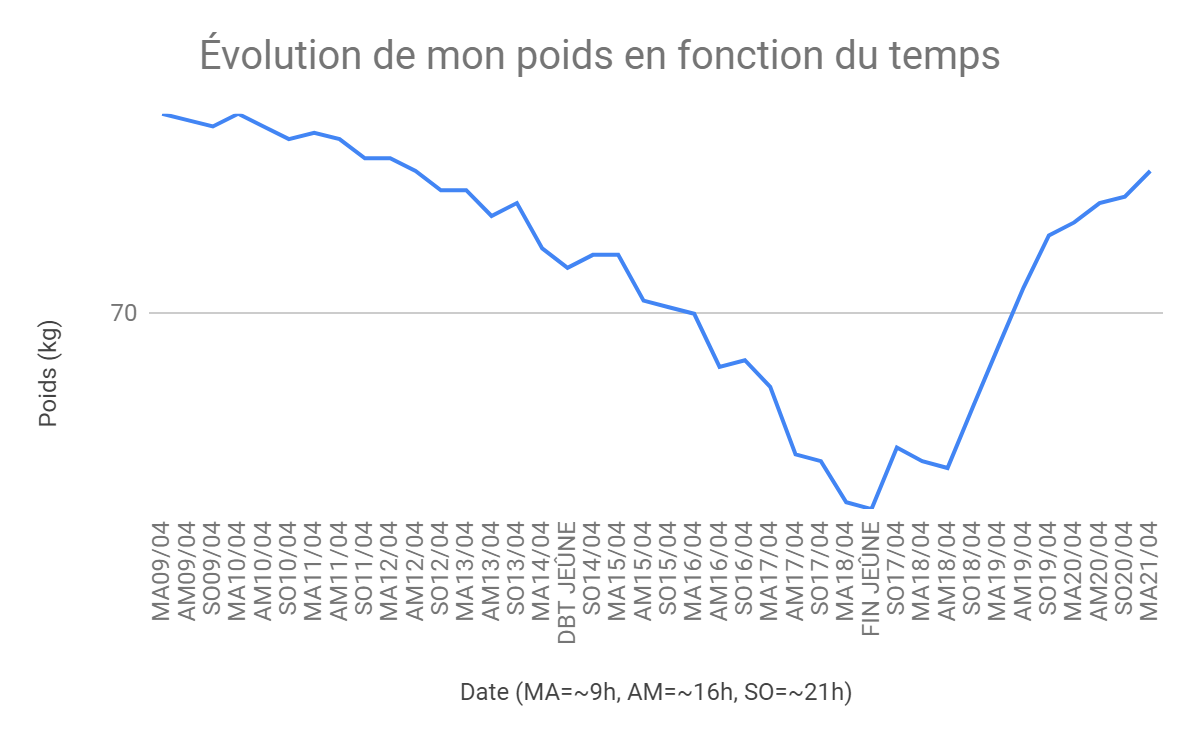 Évolution de mon poids en fonction du temps
Poids (kg)
70
MA09/04
AM09/04
SO09/04
MA10/04
AM10/04
SO10/04
MA11/04
AM11/04
SO11/04
MA12/04
AM12/04
SO12/04
MA13/04
AM13/04
SO13/04
MA14/04
DBT JEÛNE
SO14/04
MA15/04
AM15/04
SO15/04
MA16/04
AM16/04
SO16/04
MA17/04
AM17/04
SO17/04
MA18/04
FIN JEÛNE
SO17/04
MA18/04
AM18/04
SO18/04
MA19/04
AM19/04
SO19/04
MA20/04
AM20/04
SO20/04
MA21/04
Date (MA=~9h, AM=~16h, SO=~21h)